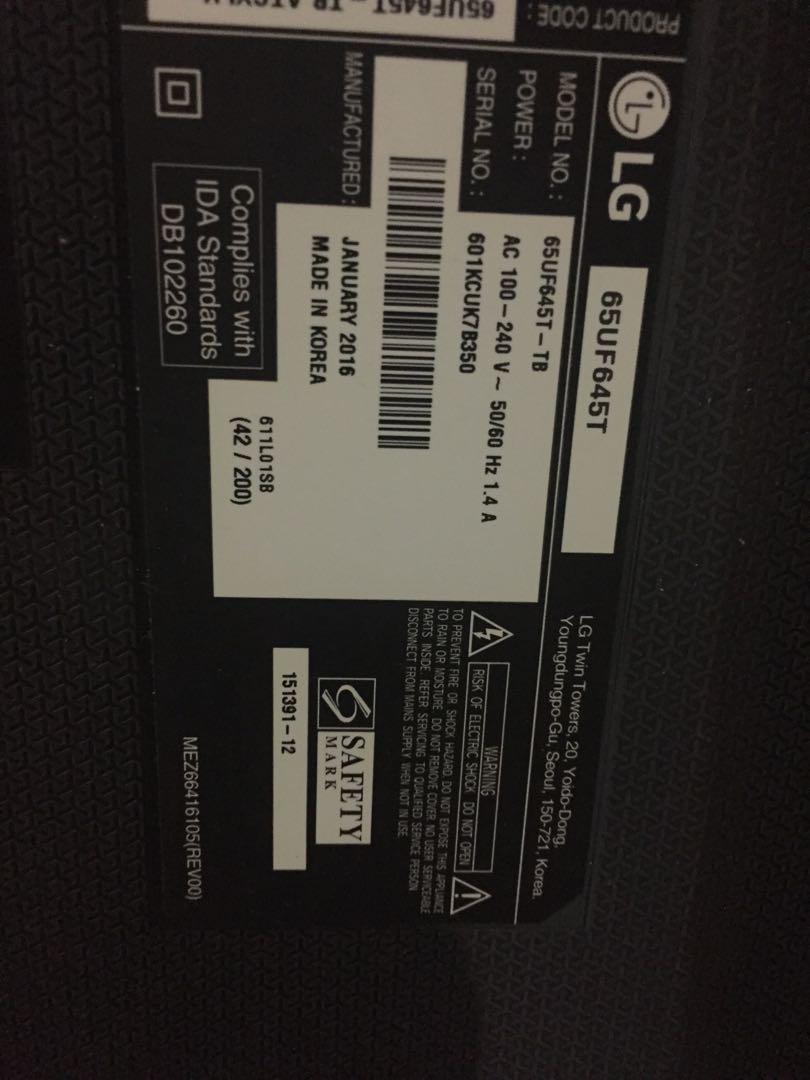 LG
65UF645T
LG Twin Towers, 20, Yoido-Dong,
Youngdungpo-Gu, Seoul, 150-721, Korea.
MODEL NO. : 65UF645T-TB
POWER : AC 100-240 V~ 50/60 Hz 1.4 A
SERIAL NO. : 601KCUK7B350
MANUFACTURED : JANUARY 2016
MADE IN KOREA
Complies with
IDA Standards
DB102260
611L01SB
(42 / 200)
WARNING
RISK OF ELECTRIC SHOCK DO NOT OPEN
TO PREVENT FIRE OR SHOCK HAZARD, DO NOT EXPOSE THIS APPLIANCE
TO RAIN OR MOISTURE. DO NOT REMOVE COVER. NO USER SERVICEABLE
PARTS INSIDE. REFER SERVICING TO QUALIFIED SERVICE PERSON.
DISCONNECT FROM MAINS SUPPLY WHEN NOT IN USE.
SAFETY
MARK
151391-12
MEZ66416105(REV00)
PRODUCT CODE :